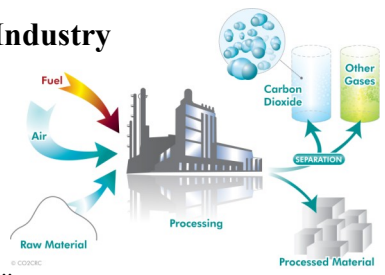 Industry
Fuel
Air
Raw Material
© CO2CRC
Processing
Carbon
Dioxide
Other
Gases
SEPARATION
Processed Material